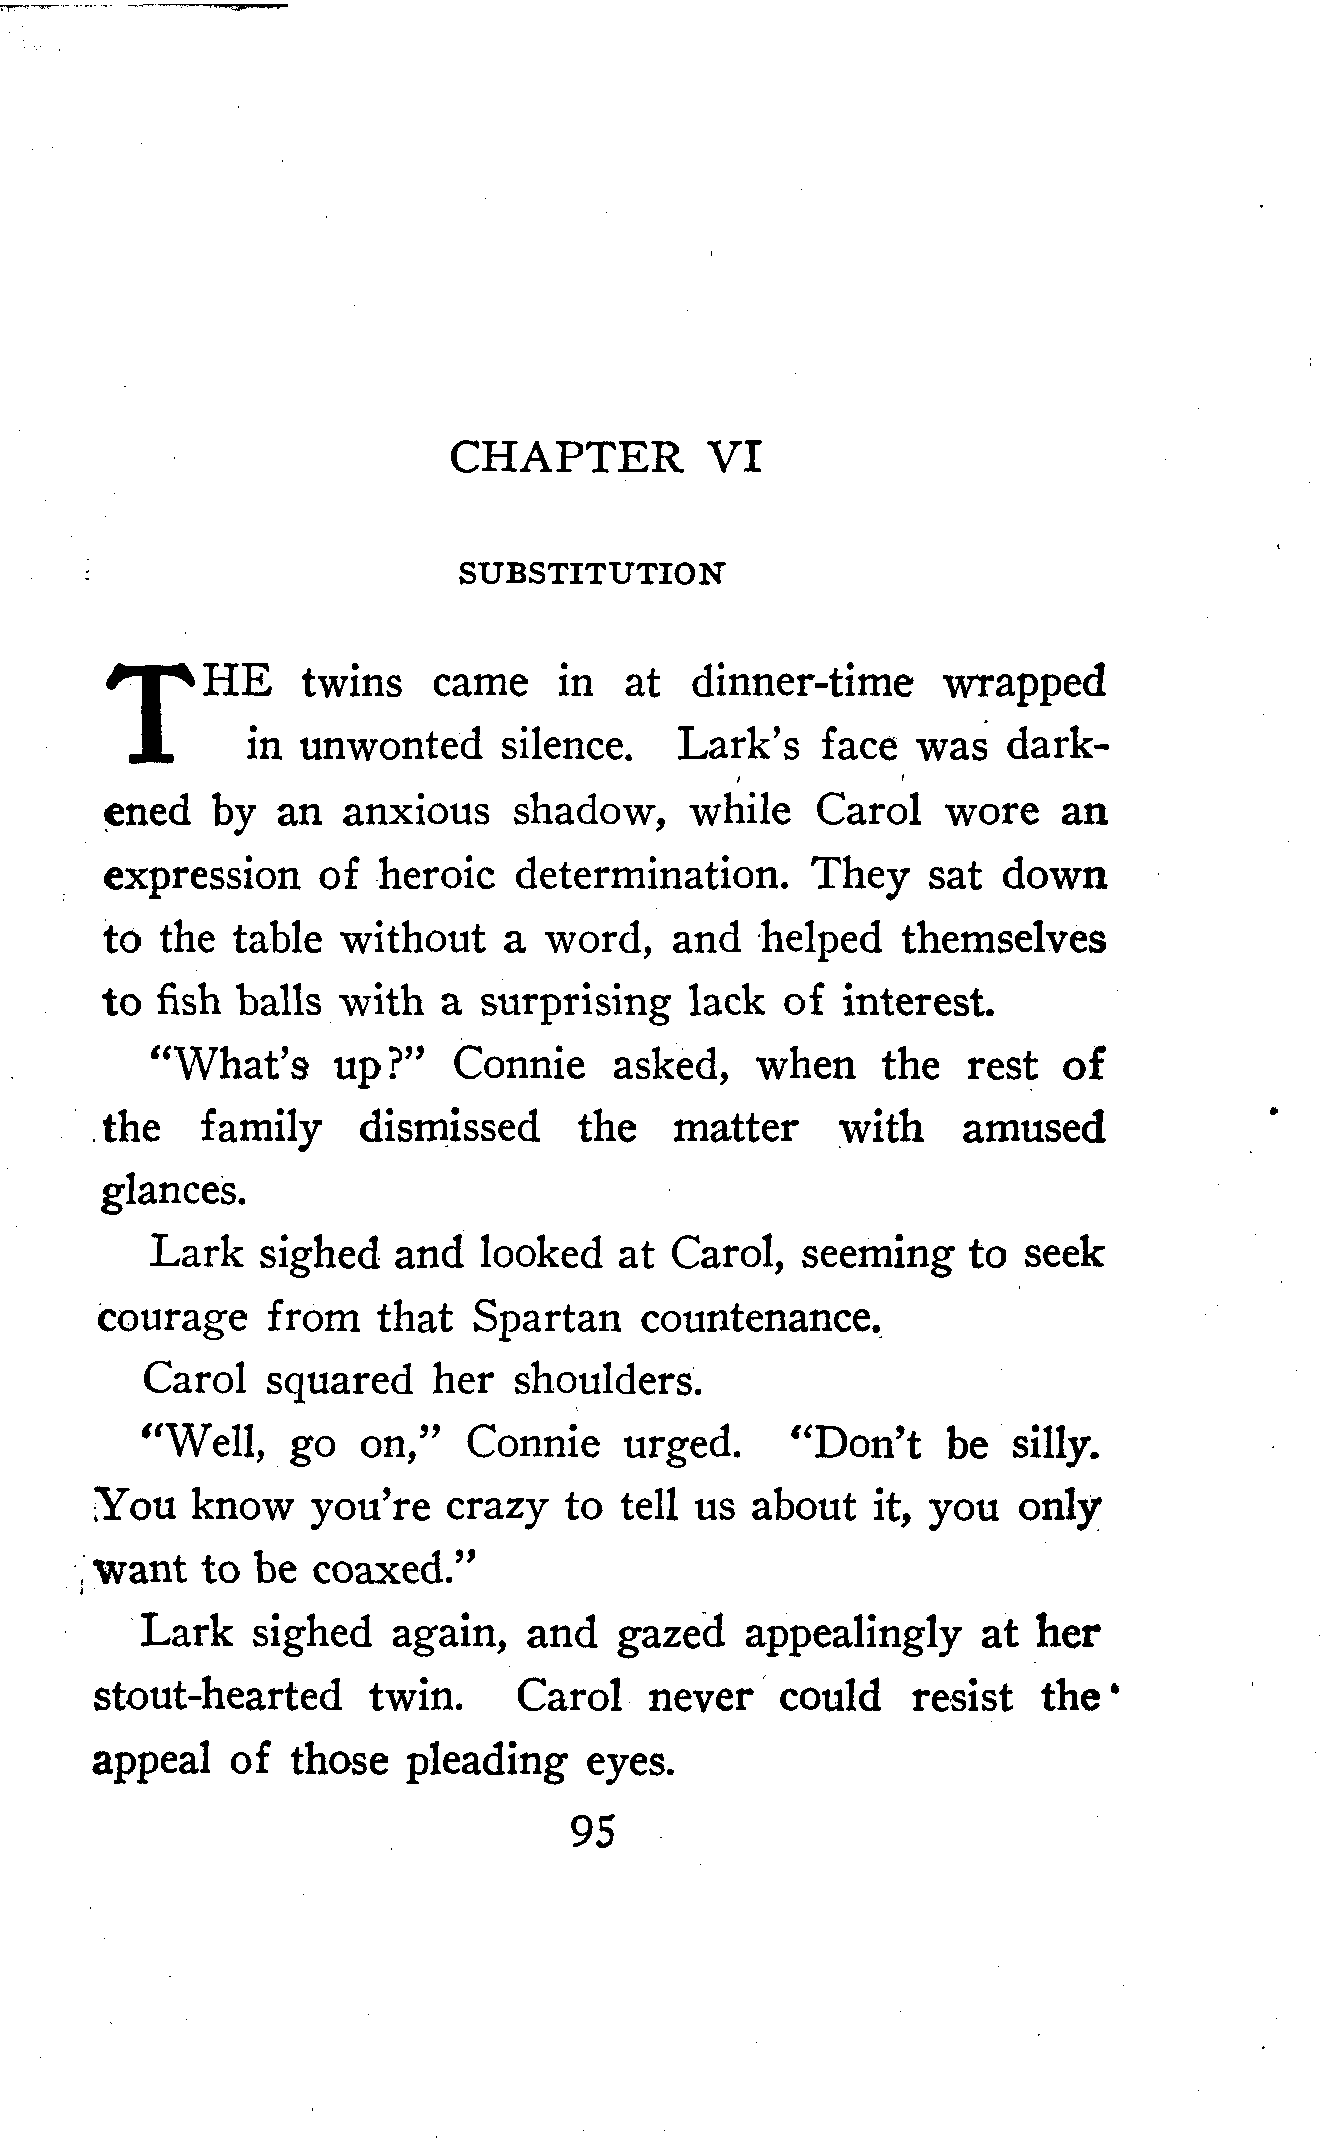 CHAPTER VI
SUBSTITUTION
THE twins came in at dinner-time wrapped
in unwonted silence. Lark's face was dark-
ened by an anxious shadow, while Carol wore an
expression of heroic determination. They sat down
to the table without a word, and helped themselves
to fish balls with a surprising lack of interest.
"What's up?" Connie asked, when the rest of
the family dismissed the matter with amused
glances.
Lark sighed and looked at Carol, seeming to seek
courage from that Spartan countenance.
Carol squared her shoulders.
"Well, go on," Connie urged. "Don't be silly.
You know you're crazy to tell us about it, you only
want to be coaxed."
Lark sighed again, and gazed appealingly at her
stout-hearted twin. Carol never could resist the
appeal of those pleading eyes.
95